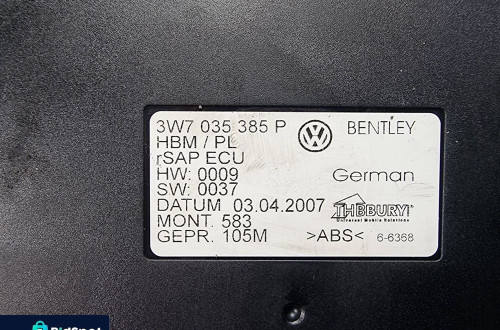 3W7 035 385 P BENTLEY
HBM / PL
rSAP ECU
HW: 0009 German
SW: 0037
DATUM 03.04.2007 THBBURY
MONT. 583 Universal Mobile Solutions
GEPR. 105M >ABS< 6-6368
BidSpot